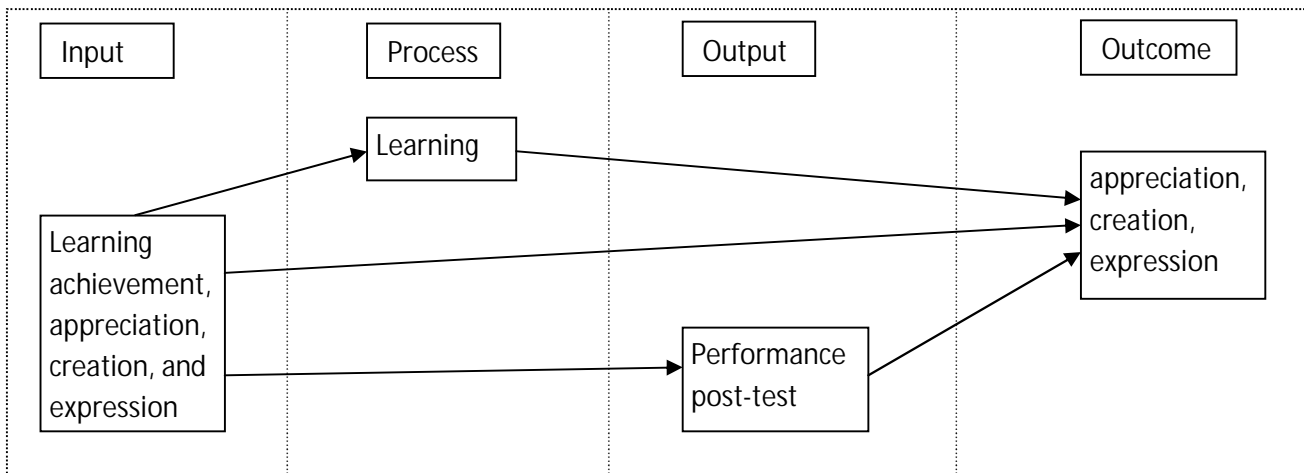 Input
Process
Output
Outcome
Learning
appreciation,
creation,
expression
Learning
achievement,
appreciation,
creation, and
expression
Performance
post-test